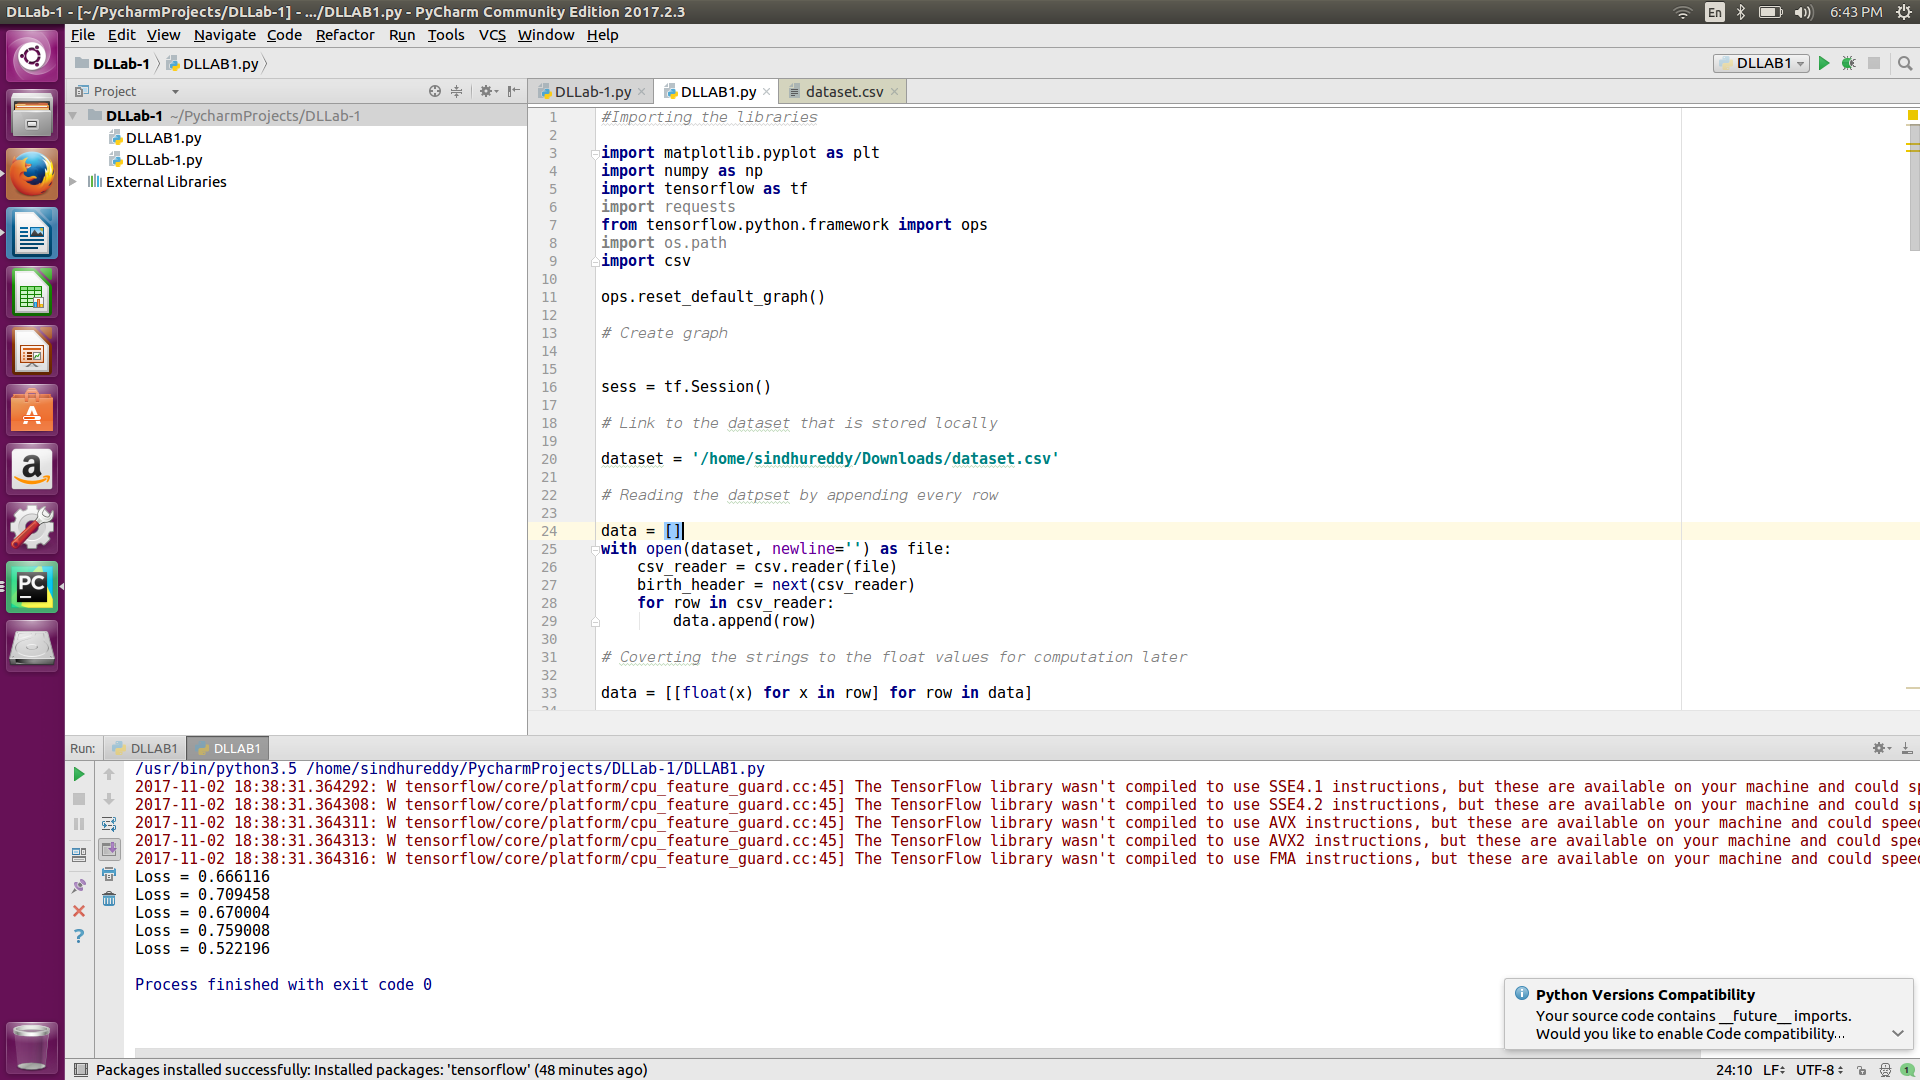 DLLab-1 - [~/PycharmProjects/DLLab-1] - .../DLLAB1.py - PyCharm Community Edition 2017.2.3
En
6:43 PM
File Edit View Navigate Code Refactor Run Tools VCS Window Help
DLLab-1 DLLAB1.py
DLLAB1
Project
DLLab-1.py DLLAB1.py dataset.csv
DLLab-1 ~/PycharmProjects/DLLab-1
DLLAB1.py
DLLab-1.py
External Libraries
1 #Importing the libraries
2
3 import matplotlib.pyplot as plt
4 import numpy as np
5 import tensorflow as tf
6 import requests
7 from tensorflow.python.framework import ops
8 import os.path
9 import csv
10
11 ops.reset_default_graph()
12
13 # Create graph
14
15
16 sess = tf.Session()
17
18 # Link to the dataset that is stored locally
19
20 dataset = '/home/sindhureddy/Downloads/dataset.csv'
21
22 # Reading the datpset by appending every row
23
24 data = []
25 with open(dataset, newline='') as file:
26     csv_reader = csv.reader(file)
27     birth_header = next(csv_reader)
28     for row in csv_reader:
29         data.append(row)
30
31 # Coverting the strings to the float values for computation later
32
33 data = [[float(x) for x in row] for row in data]
Run: DLLAB1 DLLAB1
/usr/bin/python3.5 /home/sindhureddy/PycharmProjects/DLLab-1/DLLAB1.py
2017-11-02 18:38:31.364292: W tensorflow/core/platform/cpu_feature_guard.cc:45] The TensorFlow library wasn't compiled to use SSE4.1 instructions, but these are available on your machine and could sp
2017-11-02 18:38:31.364308: W tensorflow/core/platform/cpu_feature_guard.cc:45] The TensorFlow library wasn't compiled to use SSE4.2 instructions, but these are available on your machine and could sp
2017-11-02 18:38:31.364311: W tensorflow/core/platform/cpu_feature_guard.cc:45] The TensorFlow library wasn't compiled to use AVX instructions, but these are available on your machine and could speed
2017-11-02 18:38:31.364313: W tensorflow/core/platform/cpu_feature_guard.cc:45] The TensorFlow library wasn't compiled to use AVX2 instructions, but these are available on your machine and could spee
2017-11-02 18:38:31.364316: W tensorflow/core/platform/cpu_feature_guard.cc:45] The TensorFlow library wasn't compiled to use FMA instructions, but these are available on your machine and could speed
Loss = 0.666116
Loss = 0.709458
Loss = 0.670004
Loss = 0.759008
Loss = 0.522196
Process finished with exit code 0
Python Versions Compatibility
Your source code contains __future__ imports.
Would you like to enable Code compatibility...
Packages installed successfully: Installed packages: 'tensorflow' (48 minutes ago)
24:10 LF UTF-8 1